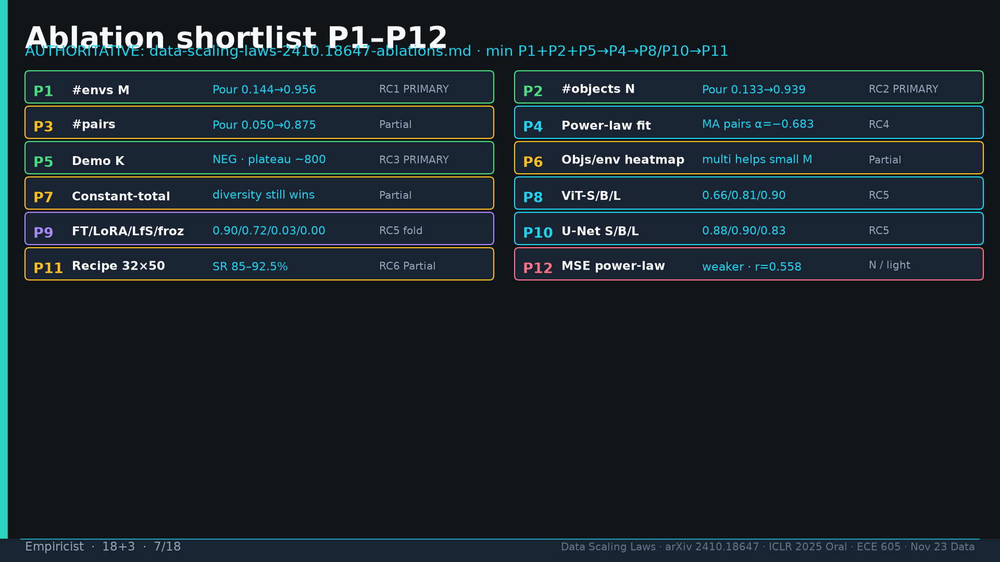 Ablation shortlist P1–P12
AUTHORITATIVE: data-scaling-laws-2410.18647-ablations.md · min P1+P2+P5→P4→P8/P10→P11
P1 #envs M Pour 0.144→0.956 RC1 PRIMARY
P2 #objects N Pour 0.133→0.939 RC2 PRIMARY
P3 #pairs Pour 0.050→0.875 Partial
P4 Power-law fit MA pairs α=−0.683 RC4
P5 Demo K NEG · plateau ~800 RC3 PRIMARY
P6 Objs/env heatmap multi helps small M Partial
P7 Constant-total diversity still wins Partial
P8 ViT-S/B/L 0.66/0.81/0.90 RC5
P9 FT/LoRA/LfS/froz 0.90/0.72/0.03/0.00 RC5 fold
P10 U-Net S/B/L 0.88/0.90/0.83 RC5
P11 Recipe 32×50 SR 85–92.5% RC6 Partial
P12 MSE power-law weaker · r=0.558 N / light
Empiricist · 18+3 · 7/18
Data Scaling Laws · arXiv 2410.18647 · ICLR 2025 Oral · ECE 605 · Nov 23 Data